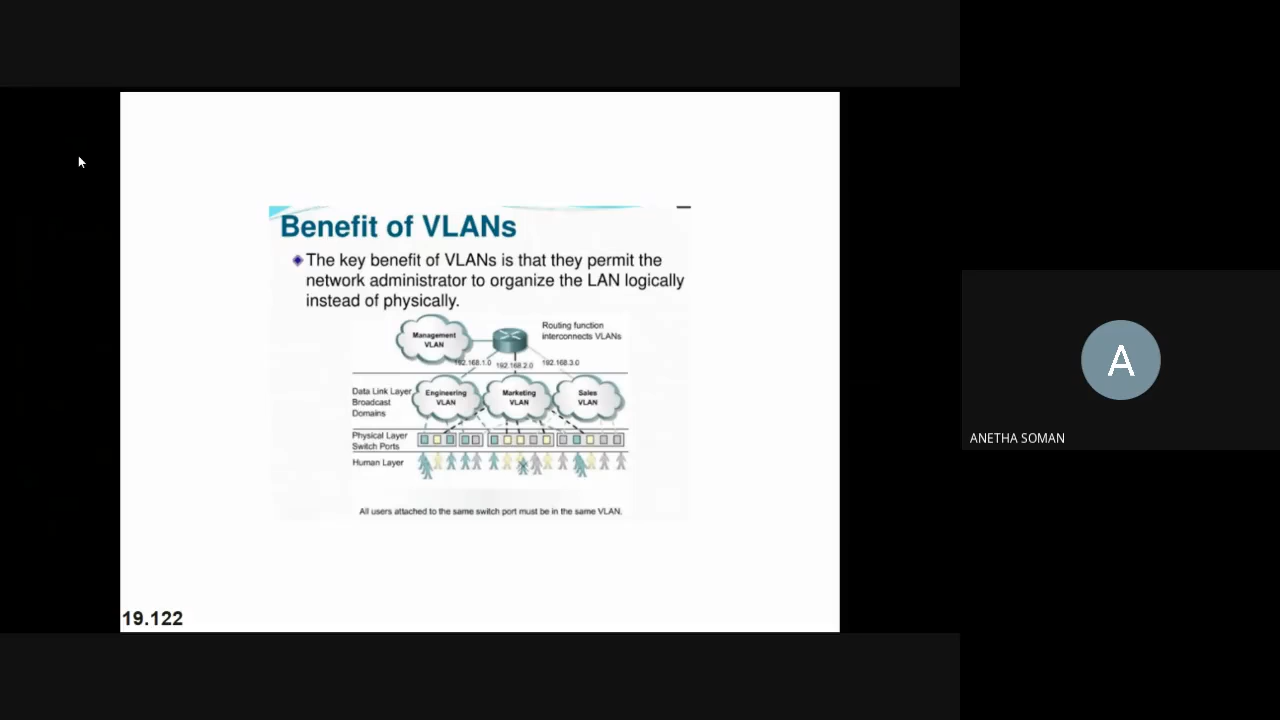 Benefit of VLANs
The key benefit of VLANs is that they permit the
network administrator to organize the LAN logically
instead of physically.
Management
VLAN
Routing function
interconnects VLANs
192.168.1.0
192.168.2.0
192.168.3.0
Data Link Layer
Broadcast
Domains
Engineering
VLAN
Marketing
VLAN
Sales
VLAN
Physical Layer
Switch Ports
Human Layer
All users attached to the same switch port must be in the same VLAN.
19.122
A
ANETHA SOMAN